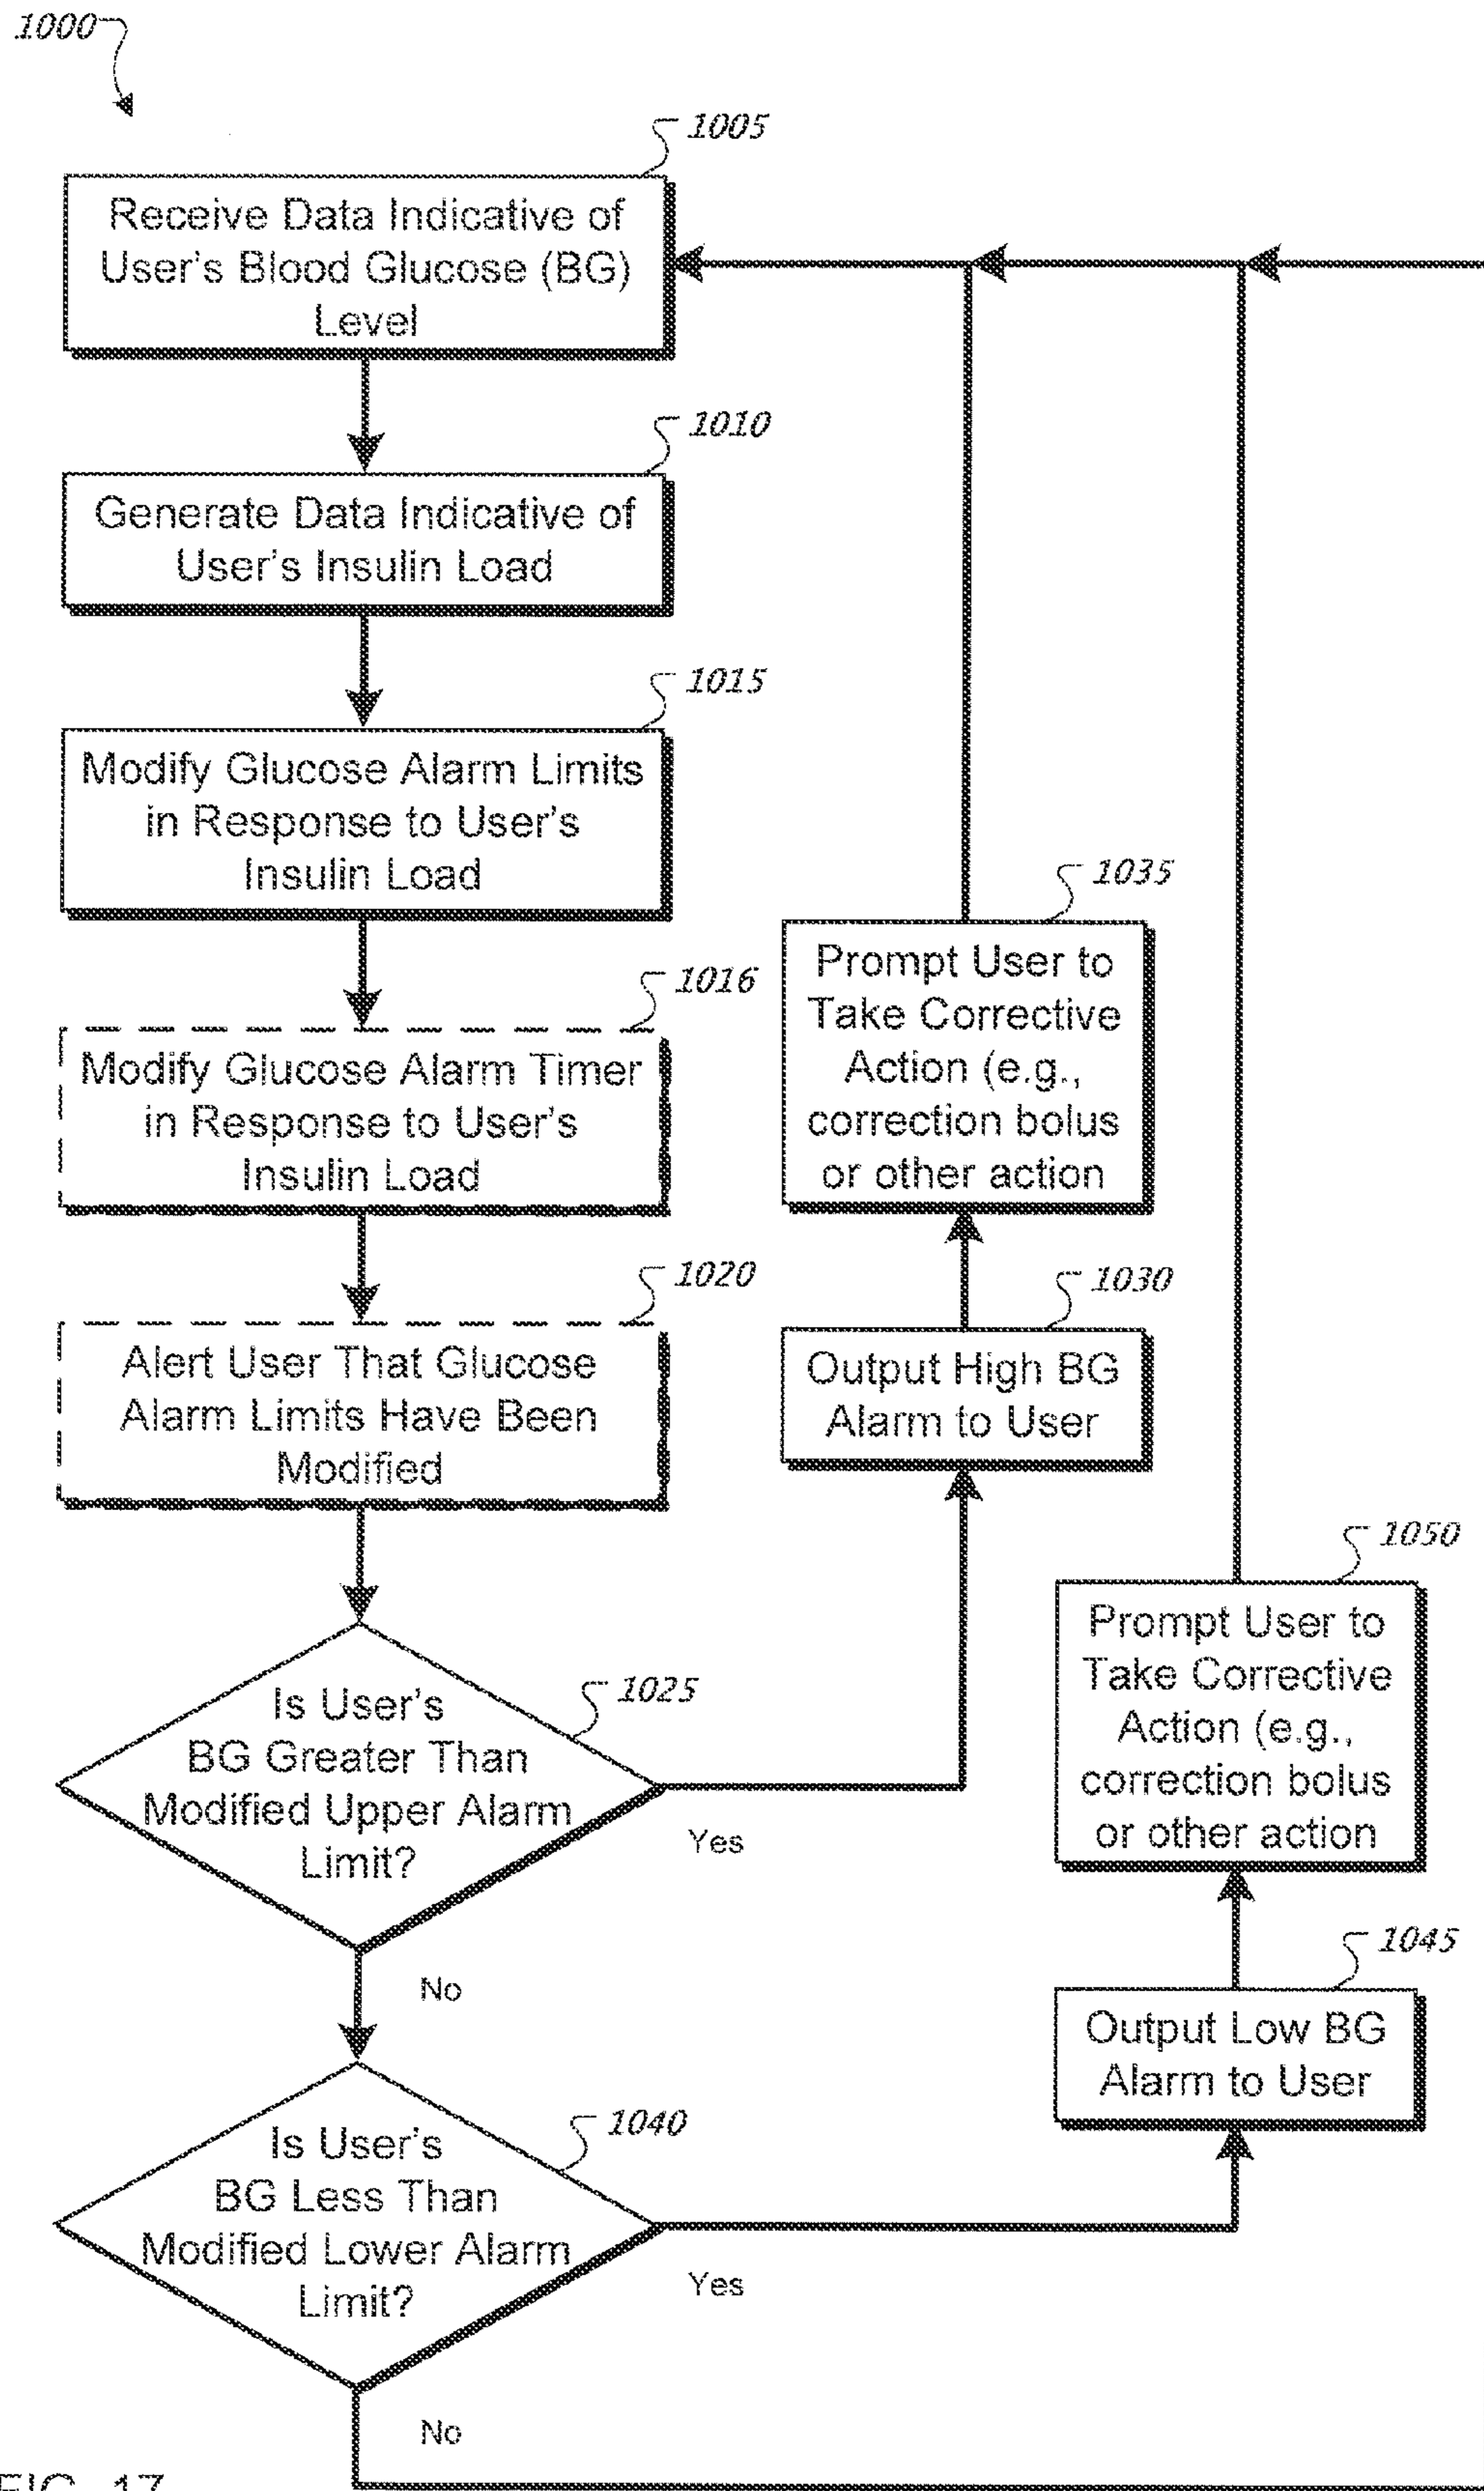 1000
1005
Receive Data Indicative of
User's Blood Glucose (BG)
Level
1010
Generate Data Indicative of
User's Insulin Load
1015
Modify Glucose Alarm Limits
in Response to User's
Insulin Load
1016
Modify Glucose Alarm Timer
in Response to User's
Insulin Load
1020
Alert User That Glucose
Alarm Limits Have Been
Modified
1025
Is User's
BG Greater Than
Modified Upper Alarm
Limit?
Yes
No
1030
Output High BG
Alarm to User
1035
Prompt User to
Take Corrective
Action (e.g.,
correction bolus
or other action
1040
Is User's
BG Less Than
Modified Lower Alarm
Limit?
Yes
No
1045
Output Low BG
Alarm to User
1050
Prompt User to
Take Corrective
Action (e.g.,
correction bolus
or other action
FIG. 17